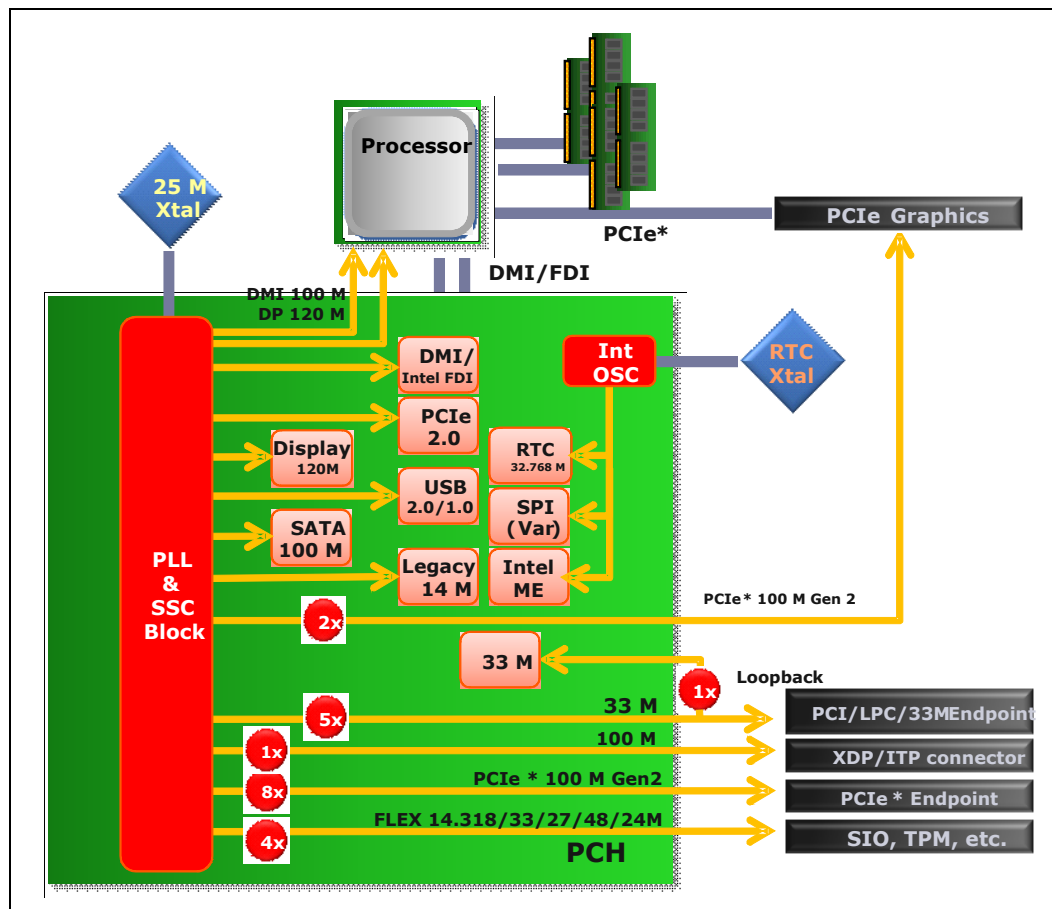 Processor
25 M
Xtal
PCIe Graphics
PCIe*
DMI/FDI
DMI 100 M
DP 120 M
DMI/
Intel FDI
Int
OSC
RTC
Xtal
PCIe
2.0
Display
120M
RTC
32.768 M
USB
2.0/1.0
SPI
(Var)
SATA
100 M
Legacy
14 M
Intel
ME
PLL
&
SSC
Block
2x
PCIe* 100 M Gen 2
33 M
1x
Loopback
5x
33 M
PCI/LPC/33MEndpoint
1x
100 M
XDP/ITP connector
8x
PCIe * 100 M Gen2
PCIe * Endpoint
4x
FLEX 14.318/33/27/48/24M
SIO, TPM, etc.
PCH